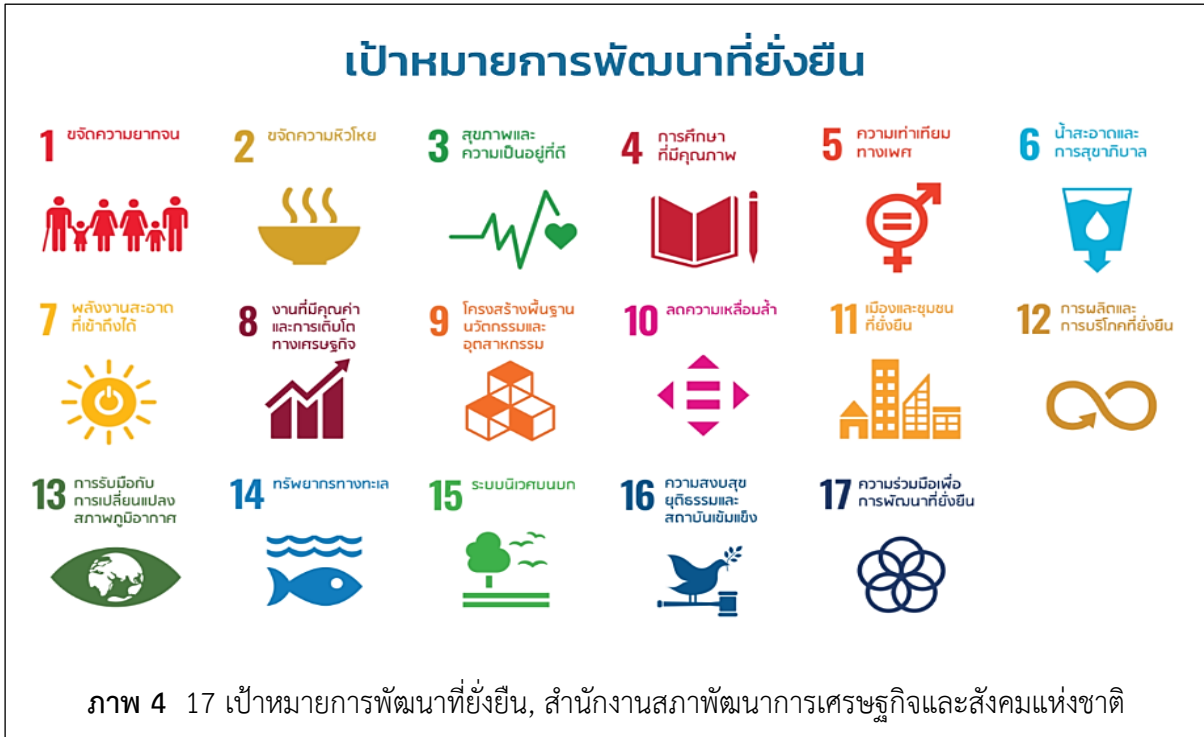 เป้าหมายการพัฒนาที่ยั่งยืน
1 ขจัดความยากจน
2 ขจัดความหิวโหย
3 สุขภาพและ
ความเป็นอยู่ที่ดี
4 การศึกษา
ที่มีคุณภาพ
5 ความเท่าเทียม
ทางเพศ
6 น้ำสะอาดและ
การสุขาภิบาล
7 พลังงานสะอาด
ที่เข้าถึงได้
8 งานที่มีคุณค่า
และการเติบโต
ทางเศรษฐกิจ
9 โครงสร้างพื้นฐาน
นวัตกรรมและ
อุตสาหกรรม
10 ลดความเหลื่อมล้ำ
11 เมืองและชุมชน
ที่ยั่งยืน
12 การผลิตและ
การบริโภคที่ยั่งยืน
13 การรับมือกับ
การเปลี่ยนแปลง
สภาพภูมิอากาศ
14 ทรัพยากรทางทะเล
15 ระบบนิเวศบนบก
16 ความสงบสุข
ยุติธรรมและ
สถาบันเข้มแข็ง
17 ความร่วมมือเพื่อ
การพัฒนาที่ยั่งยืน
ภาพ 4 17 เป้าหมายการพัฒนาที่ยั่งยืน, สำนักงานสภาพัฒนาการเศรษฐกิจและสังคมแห่งชาติ